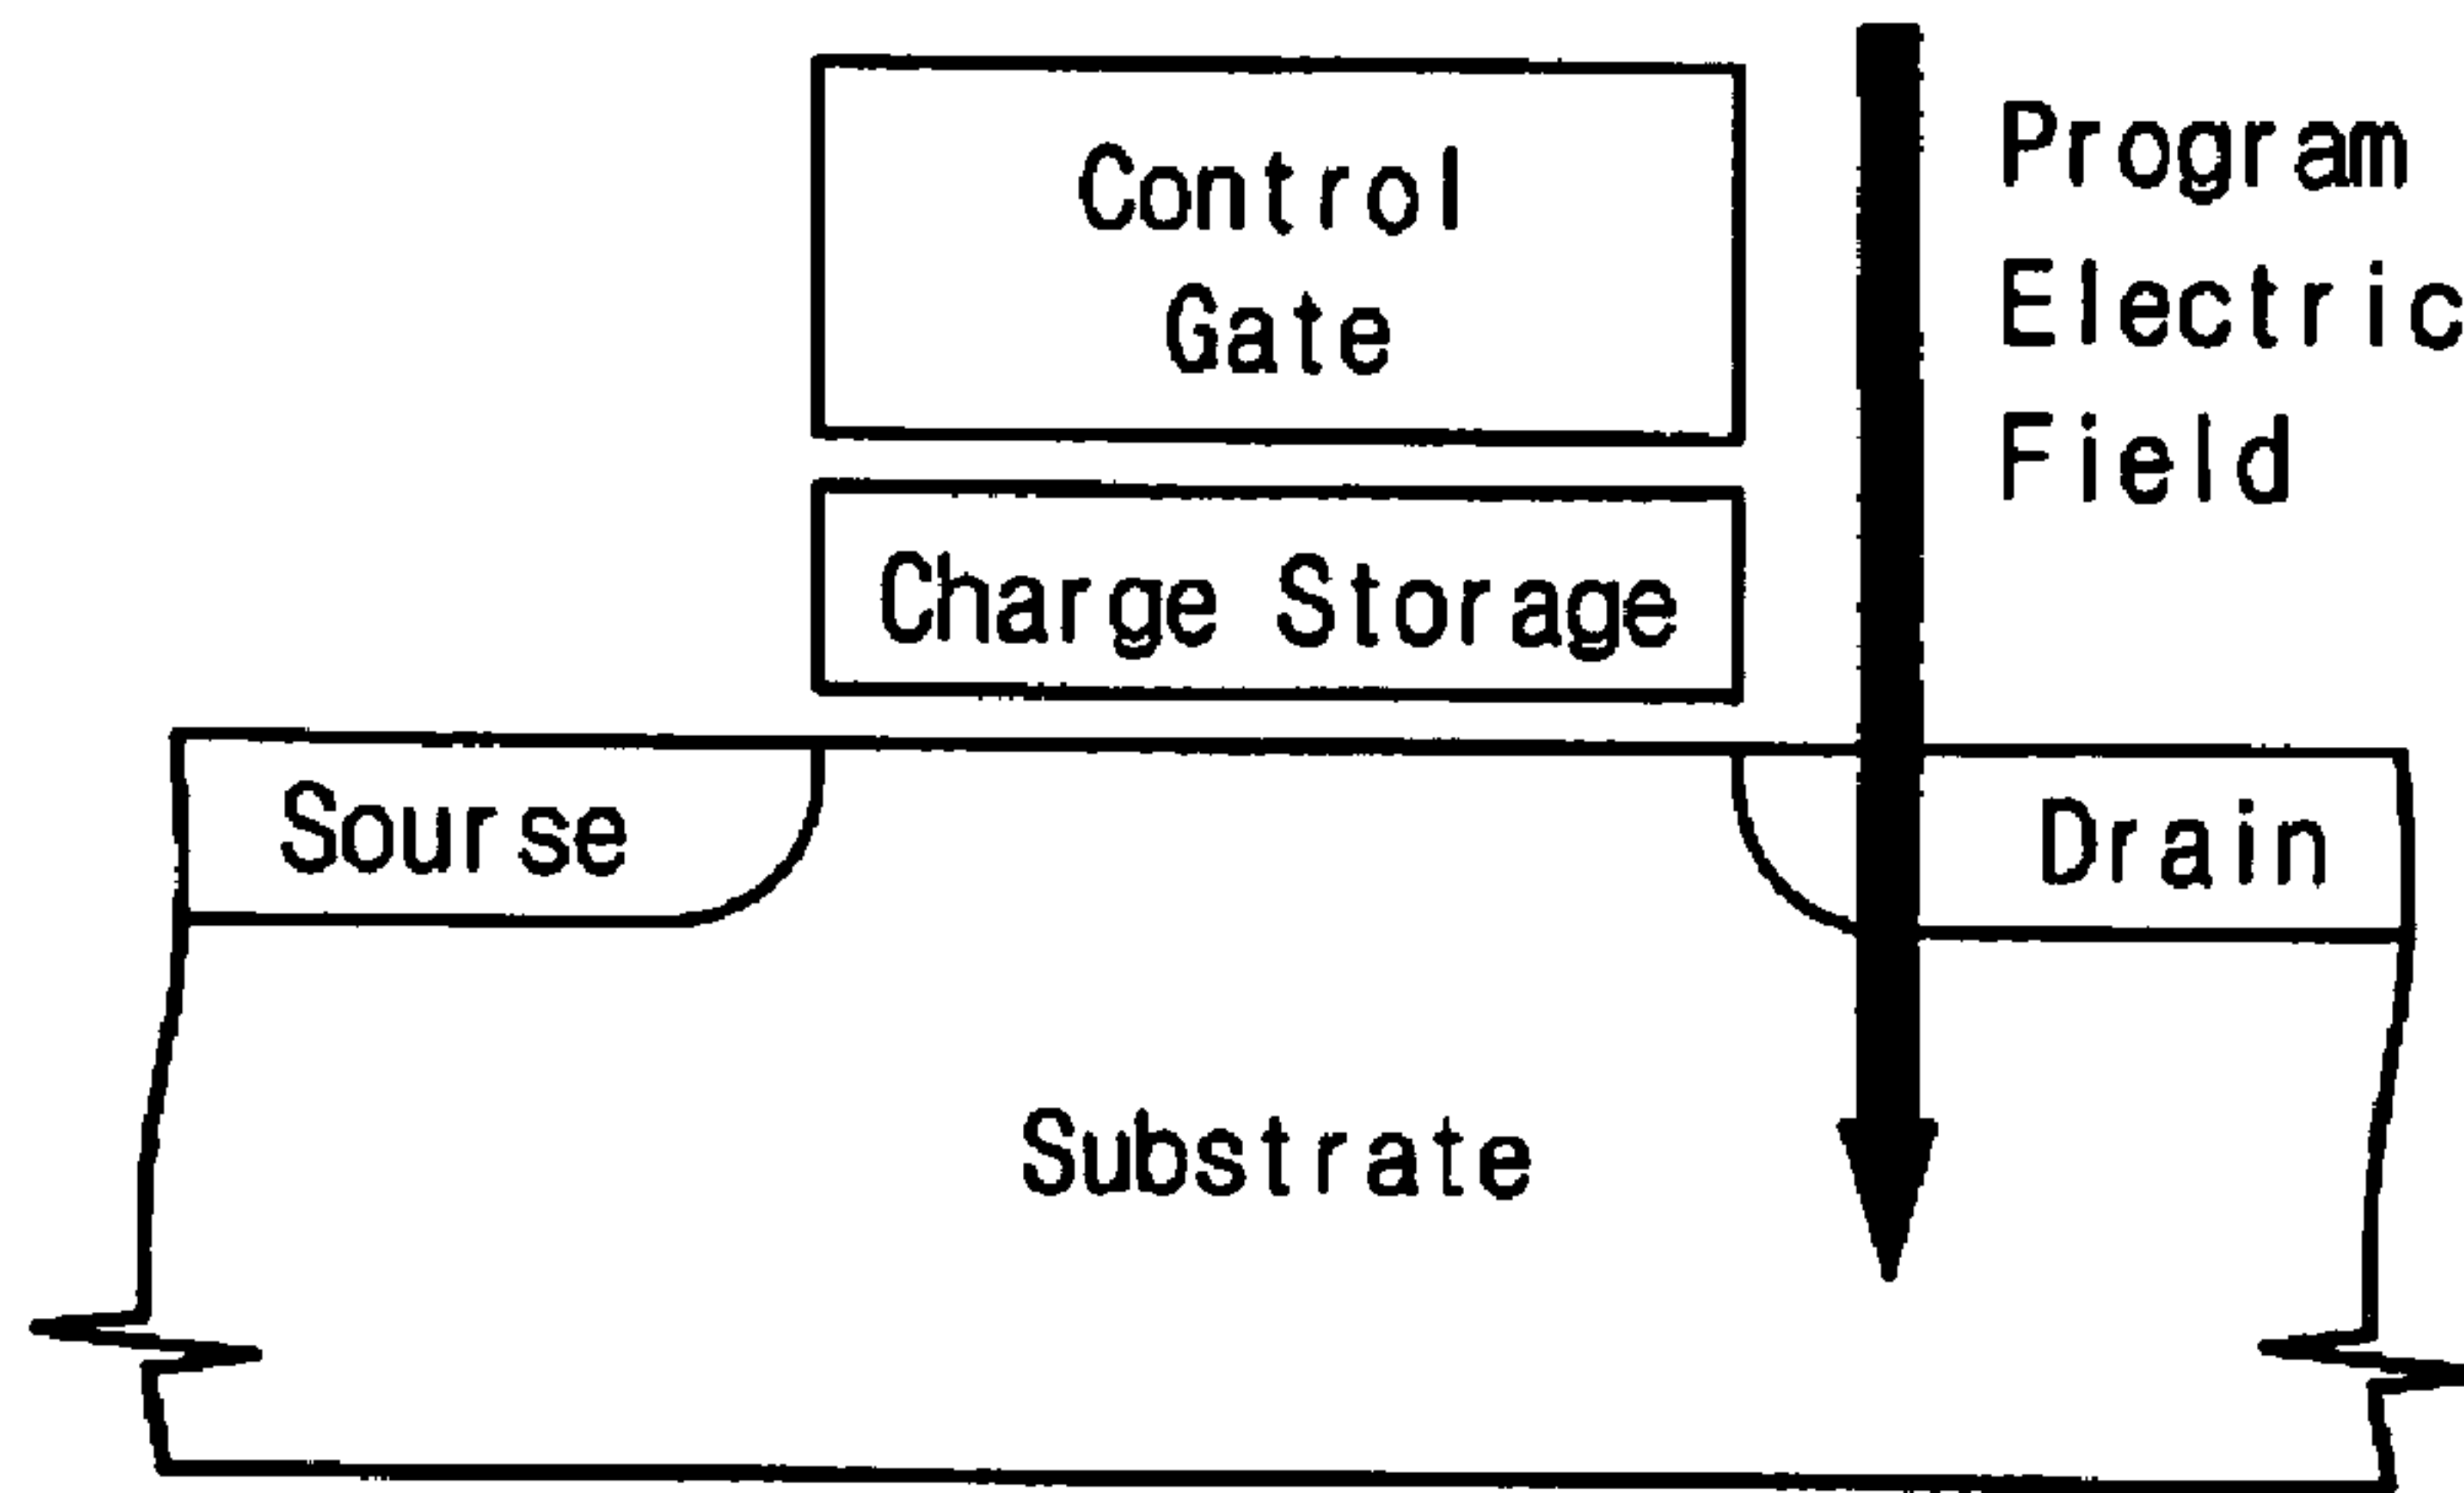 Control
Gate
Program
Electric
Field
Charge Storage
Sourse
Drain
Substrate